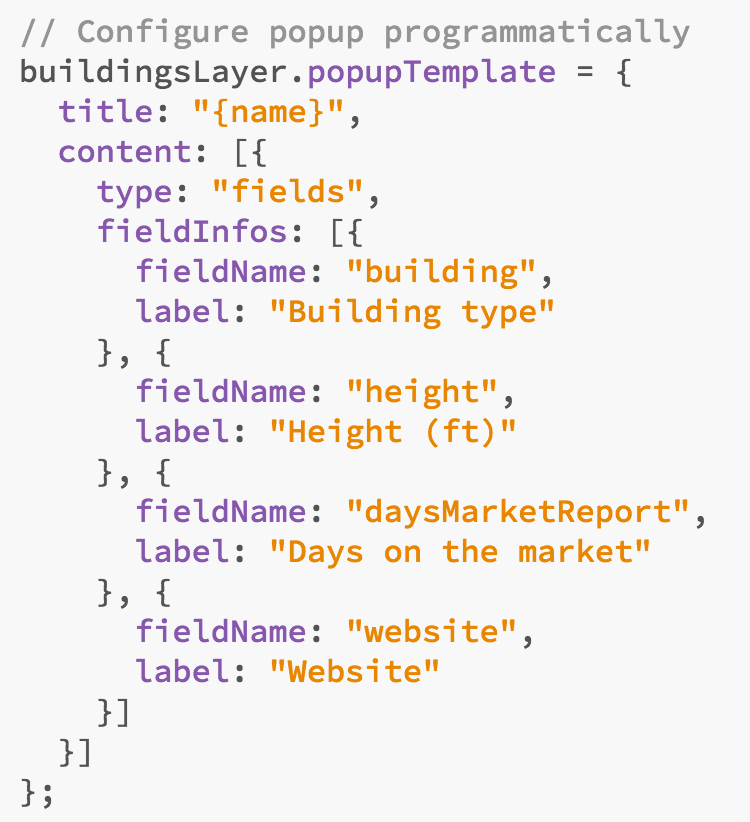 // Configure popup programmatically
buildingsLayer.popupTemplate = {
  title: "{name}",
  content: [{
    type: "fields",
    fieldInfos: [{
      fieldName: "building",
      label: "Building type"
    }, {
      fieldName: "height",
      label: "Height (ft)"
    }, {
      fieldName: "daysMarketReport",
      label: "Days on the market"
    }, {
      fieldName: "website",
      label: "Website"
    }]
  }]
};